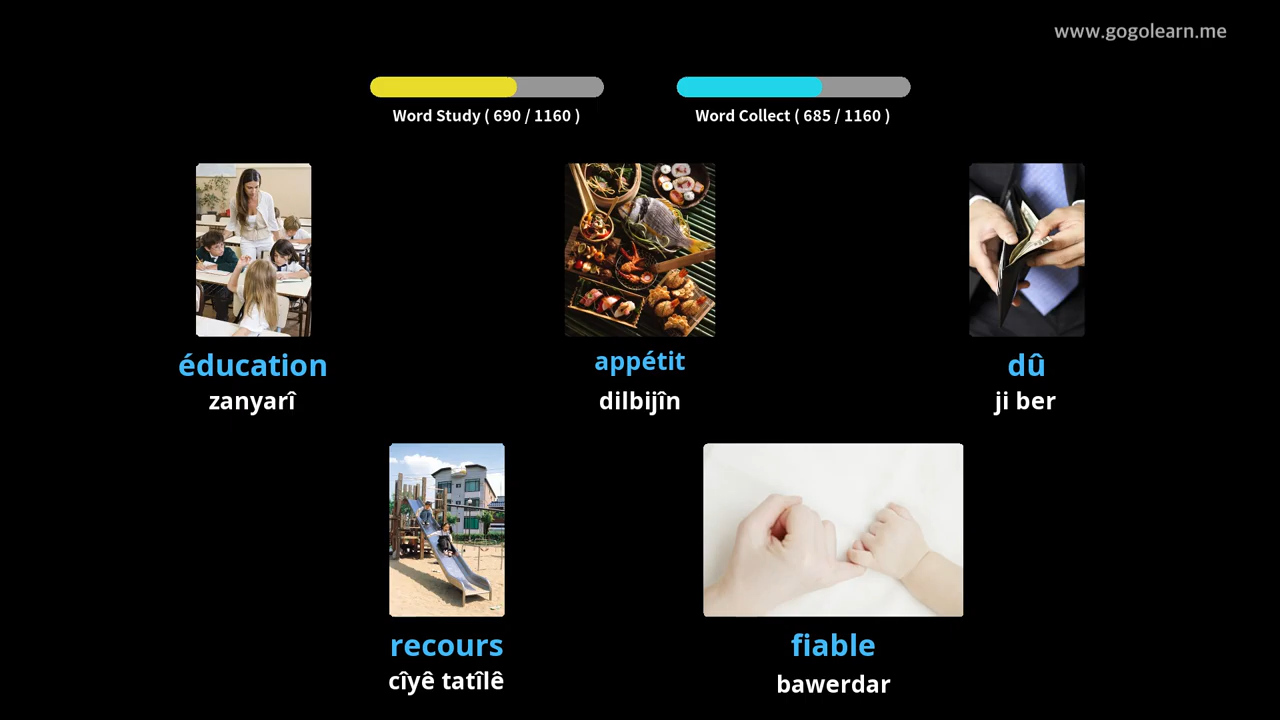 www.gogolearn.me
Word Study ( 690 / 1160 )
Word Collect ( 685 / 1160 )
éducation
zanyarî
appétit
dilbijîn
dû
ji ber
recours
cîyê tatîlê
fiable
bawerdar